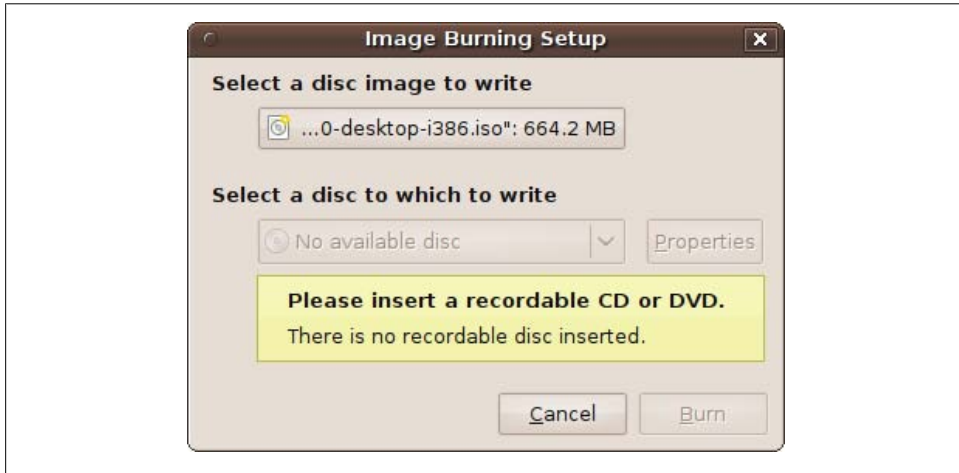 Image Burning Setup
Select a disc image to write
...0-desktop-i386.iso": 664.2 MB
Select a disc to which to write
No available disc
Properties
Please insert a recordable CD or DVD.
There is no recordable disc inserted.
Cancel
Burn